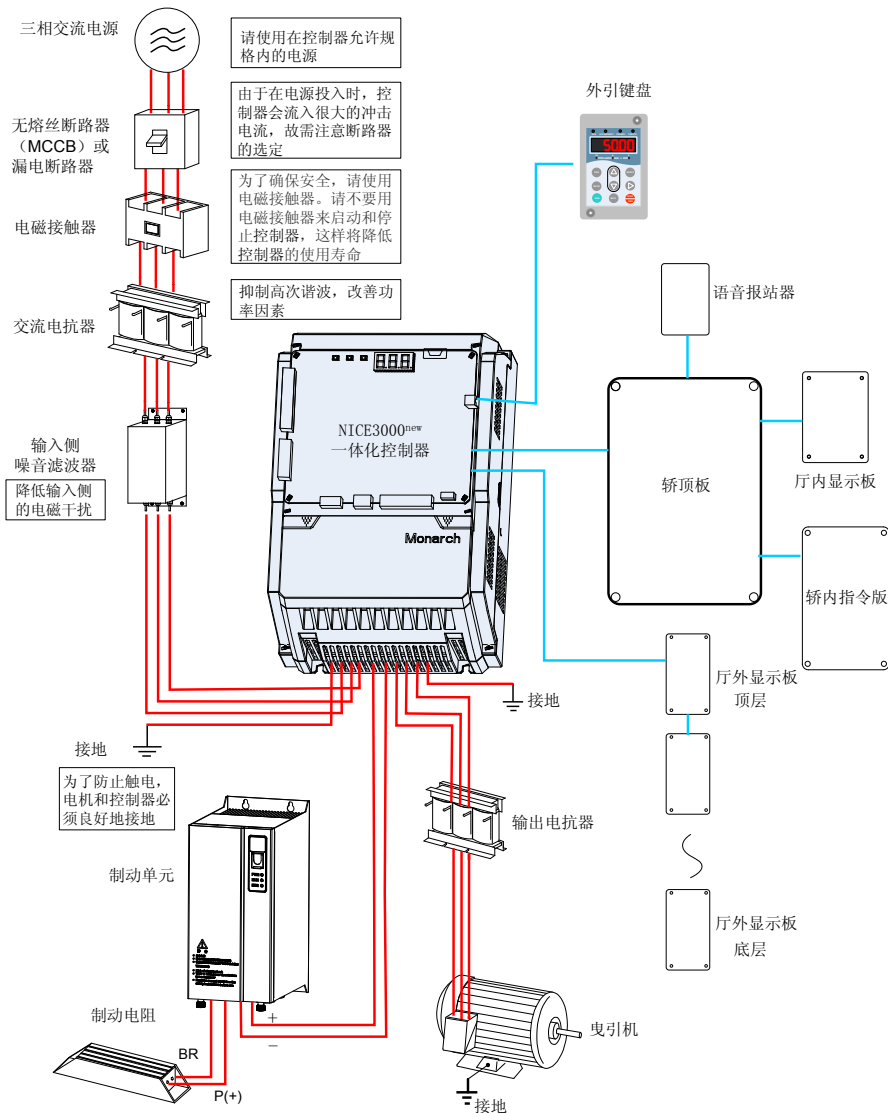 三相交流电源
请使用在控制器允许规
格内的电源
由于在电源投入时，控
制器会流入很大的冲击
电流，故需注意断路器
的选定
无熔丝断路器
（MCCB）或
漏电断路器
为了确保安全，请使用
电磁接触器。请不要用
电磁接触器来启动和停
止控制器，这样将降低
控制器的使用寿命
电磁接触器
抑制高次谐波，改善功
率因素
交流电抗器
输入侧
噪音滤波器
降低输入侧
的电磁干扰
外引键盘
50.00
语音报站器
NICE3000new
一体化控制器
Monarch
轿顶板
厅内显示板
轿内指令版
厅外显示板
顶层
厅外显示板
底层
接地
接地
为了防止触电，
电机和控制器必
须良好地接地
制动单元
输出电抗器
制动电阻
BR
P(+)
+
−
曳引机
接地